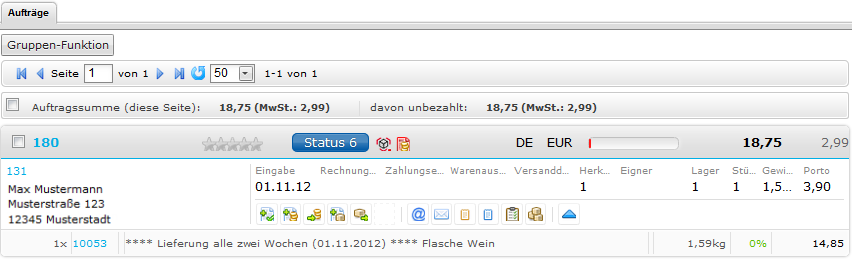 Aufträge
Gruppen-Funktion
Seite 1 von 1 50 1-1 von 1
Auftragssumme (diese Seite): 18,75 (MwSt.: 2,99) davon unbezahlt: 18,75 (MwSt.: 2,99)
180 Status 6 DE EUR 18,75 2,99
131 Eingabe Rechnung... Zahlungse... Warenaus... Versandd... Herk... Eigner Lager Stü... Gewi... Porto
Max Mustermann 01.11.12 1 1 1 1,5... 3,90
Musterstraße 123
12345 Musterstadt
1x 10053 **** Lieferung alle zwei Wochen (01.11.2012) **** Flasche Wein 1,59kg 0% 14,85